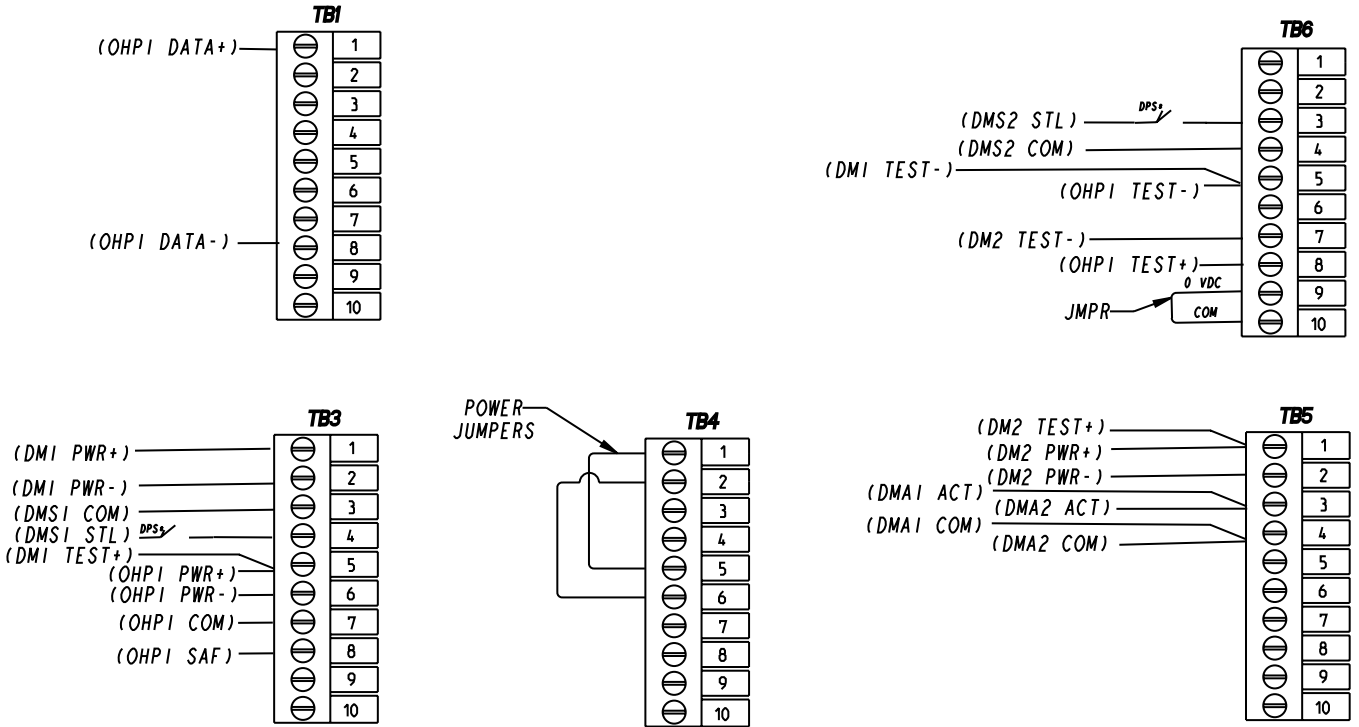 TB1
(OHP1 DATA+) 1
2
3
4
5
6
7
(OHP1 DATA-) 8
9
10
TB6
1
2
(DMS2 STL) DPSs 3
(DMS2 COM) 4
(DM1 TEST-) 5
(OHP1 TEST-)
6
(DM2 TEST-) 7
(OHP1 TEST+) 8
0 VDC 9
JMPR COM 10
TB3
(DM1 PWR+) 1
(DM1 PWR-) 2
(DMS1 COM) 3
(DMS1 STL) DPSs 4
(DM1 TEST+) 5
(OHP1 PWR+)
(OHP1 PWR-) 6
(OHP1 COM) 7
(OHP1 SAF) 8
9
10
POWER
JUMPERS
TB4
1
2
3
4
5
6
7
8
9
10
TB5
(DM2 TEST+) 1
(DM2 PWR+)
(DM2 PWR-) 2
(DMA1 ACT) 3
(DMA2 ACT)
(DMA1 COM) 4
(DMA2 COM)
5
6
7
8
9
10